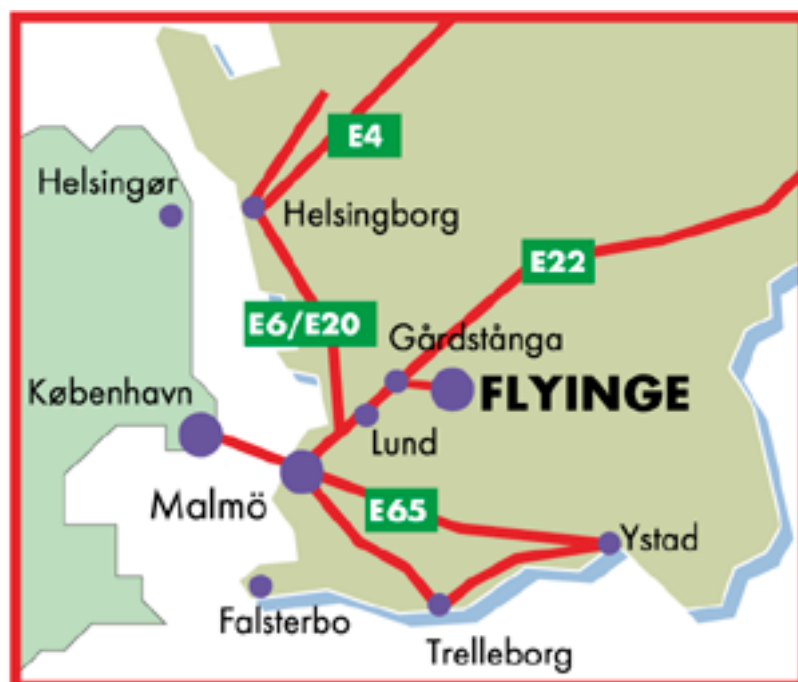 E4
Helsingør
Helsingborg
E22
E6/E20
Gårdstånga
København
FLYINGE
Lund
Malmö
E65
Ystad
Falsterbo
Trelleborg